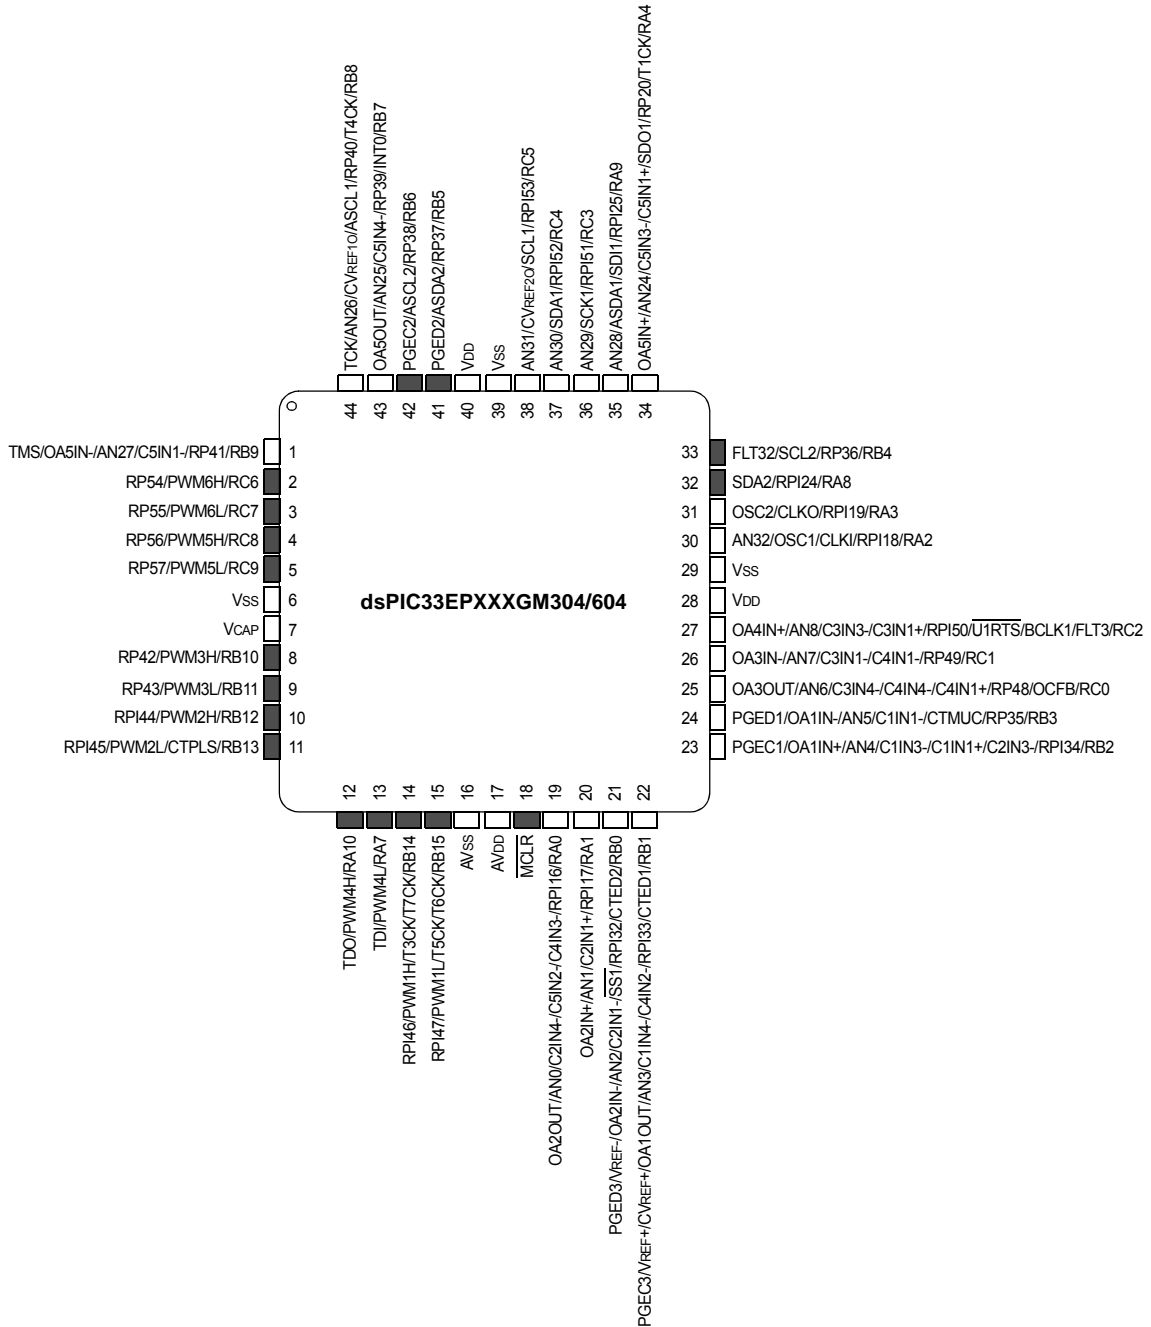 TCK/AN26/CVREF1O/ASCL1/RP40/T4CK/RB8
OA5OUT/AN25/C5IN4-/RP39/INT0/RB7
PGEC2/ASCL2/RP38/RB6
PGED2/ASDA2/RP37/RB5
VDD
VSS
AN31/CVREF2O/SCL1/RPI53/RC5
AN30/SDA1/RPI52/RC4
AN29/SCK1/RPI51/RC3
AN28/ASDA1/SDI1/RPI25/RA9
OA5IN+/AN24/C5IN3-/C5IN1+/SDO1/RP20/T1CK/RA4
44 43 42 41 40 39 38 37 36 35 34
TMS/OA5IN-/AN27/C5IN1-/RP41/RB9 1
RP54/PWM6H/RC6 2
RP55/PWM6L/RC7 3
RP56/PWM5H/RC8 4
RP57/PWM5L/RC9 5
VSS 6
VCAP 7
RP42/PWM3H/RB10 8
RP43/PWM3L/RB11 9
RPI44/PWM2H/RB12 10
RPI45/PWM2L/CTPLS/RB13 11
dsPIC33EPXXXGM304/604
33 FLT32/SCL2/RP36/RB4
32 SDA2/RPI24/RA8
31 OSC2/CLKO/RPI19/RA3
30 AN32/OSC1/CLKI/RPI18/RA2
29 VSS
28 VDD
27 OA4IN+/AN8/C3IN3-/C3IN1+/RPI50/U1RTS/BCLK1/FLT3/RC2
26 OA3IN-/AN7/C3IN1-/C4IN1-/RP49/RC1
25 OA3OUT/AN6/C3IN4-/C4IN4-/C4IN1+/RP48/OCFB/RC0
24 PGED1/OA1IN-/AN5/C1IN1-/CTMUC/RP35/RB3
23 PGEC1/OA1IN+/AN4/C1IN3-/C1IN1+/C2IN3-/RPI34/RB2
12 13 14 15 16 17 18 19 20 21 22
TDO/PWM4H/RA10
TDI/PWM4L/RA7
RPI46/PWM1H/T3CK/T7CK/RB14
RPI47/PWM1L/T5CK/T6CK/RB15
AVSS
AVDD
MCLR
OA2OUT/AN0/C2IN4-/C5IN2-/C4IN3-/RPI16/RA0
OA2IN+/AN1/C2IN1+/RPI17/RA1
PGED3/VREF-/OA2IN-/AN2/C2IN1-/SS1/RPI32/CTED2/RB0
PGEC3/VREF+/CVREF+/OA1OUT/AN3/C1IN4-/C4IN2-/RPI33/CTED1/RB1